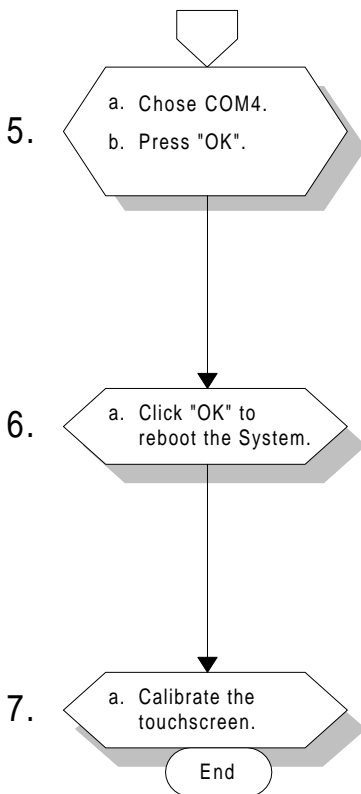 5.
a. Chose COM4.
b. Press "OK".
6.
a. Click "OK" to
reboot the System.
7.
a. Calibrate the
touchscreen.
End